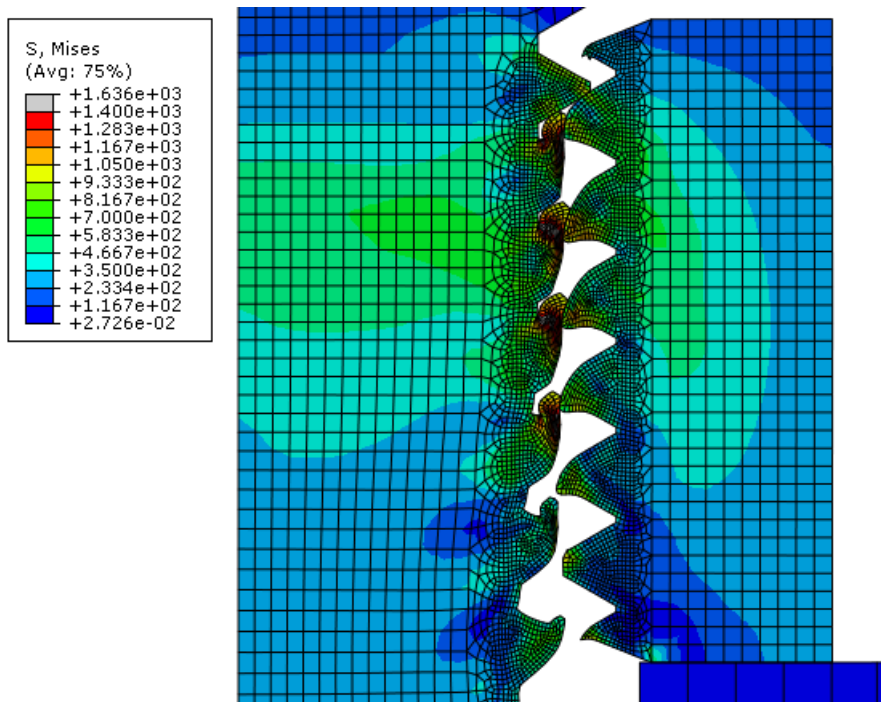 S, Mises
(Avg: 75%)
+1.636e+03
+1.400e+03
+1.283e+03
+1.167e+03
+1.050e+03
+9.333e+02
+8.167e+02
+7.000e+02
+5.833e+02
+4.667e+02
+3.500e+02
+2.334e+02
+1.167e+02
+2.726e-02